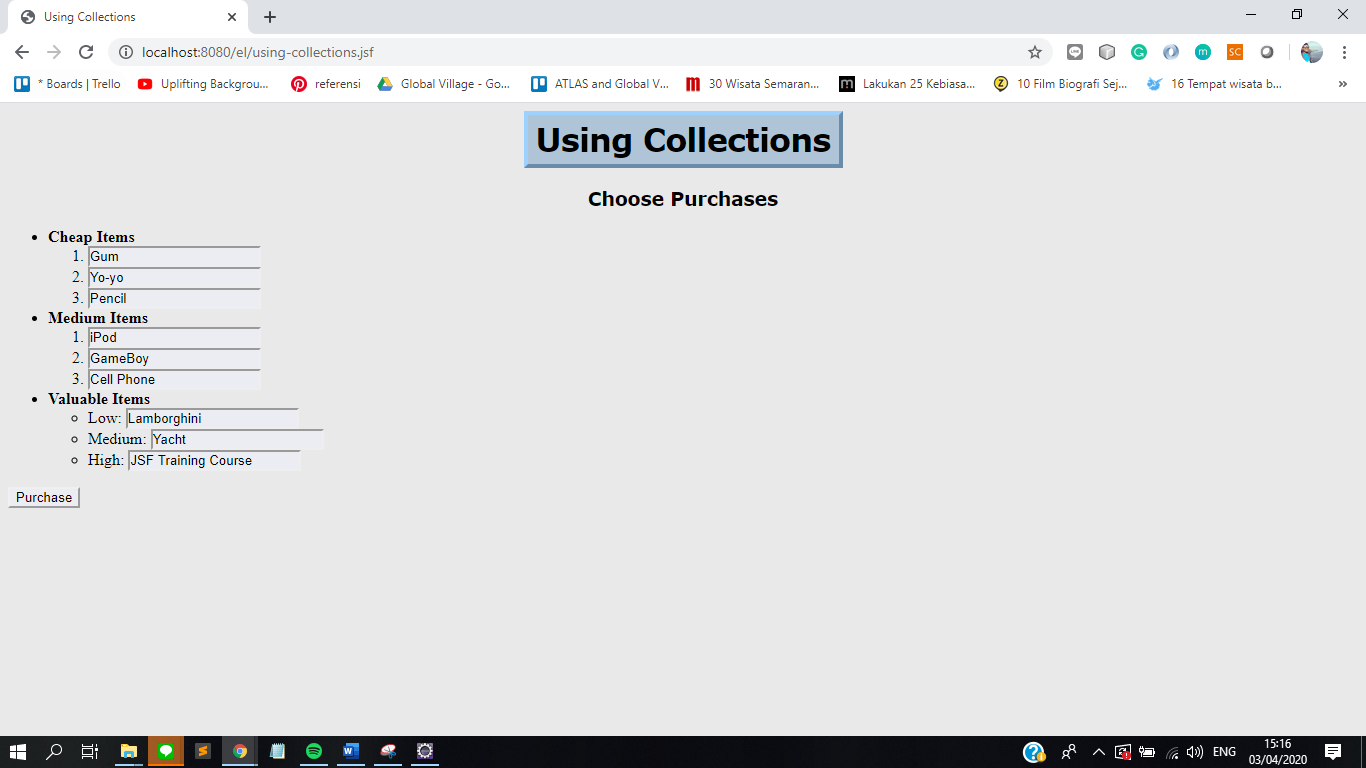 Using Collections
localhost:8080/el/using-collections.jsf
* Boards | Trello
Uplifting Backgrou...
referensi
Global Village - Go...
ATLAS and Global V...
30 Wisata Semaran...
Lakukan 25 Kebiasa...
10 Film Biografi Sej...
16 Tempat wisata b...
Using Collections
Choose Purchases
Cheap Items
1. Gum
2. Yo-yo
3. Pencil
Medium Items
1. iPod
2. GameBoy
3. Cell Phone
Valuable Items
Low: Lamborghini
Medium: Yacht
High: JSF Training Course
Purchase
ENG
15:16
03/04/2020